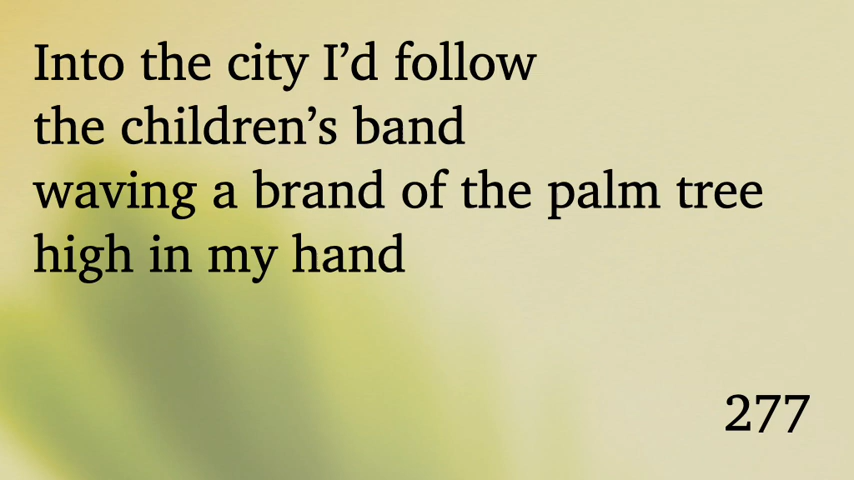 Into the city I’d follow
the children’s band
waving a brand of the palm tree
high in my hand
277